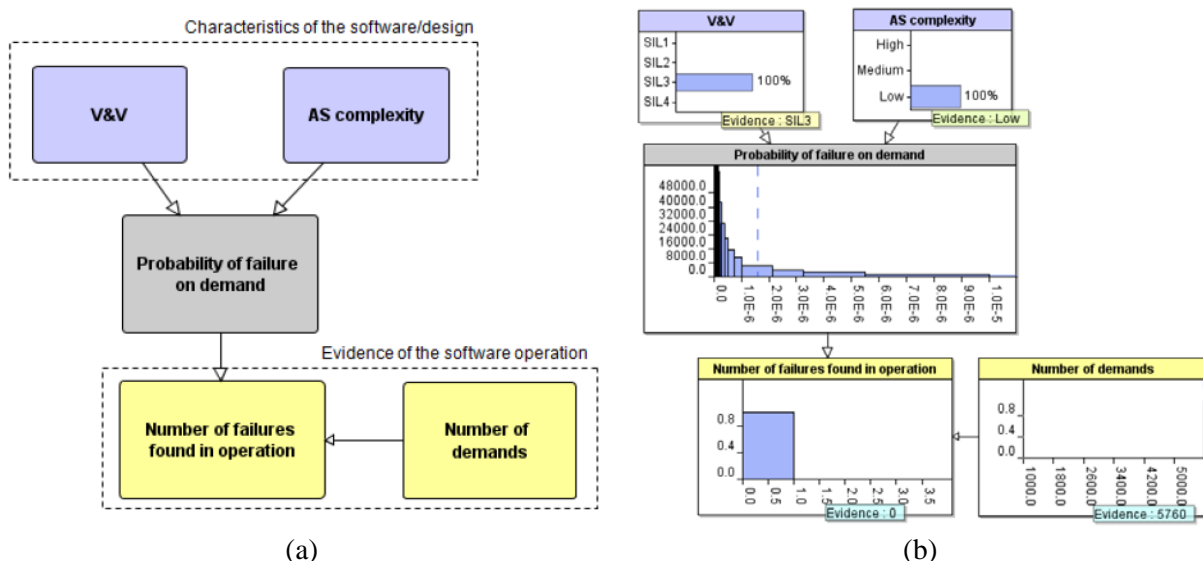 Characteristics of the software/design
V&V
AS complexity
Probability of failure
on demand
Evidence of the software operation
Number of failures
found in operation
Number of
demands
(a)
V&V
SIL1
SIL2
SIL3
SIL4
100%
Evidence : SIL3
AS complexity
High
Medium
Low
100%
Evidence : Low
Probability of failure on demand
48000.0
40000.0
32000.0
24000.0
16000.0
8000.0
0.0
0.0
1.0E-6
2.0E-6
3.0E-6
4.0E-6
5.0E-6
6.0E-6
7.0E-6
8.0E-6
9.0E-6
1.0E-5
Number of failures found in operation
0.8
0.4
0.0
0.0
0.5
1.0
1.5
2.0
2.5
3.0
3.5
Evidence : 0
Number of demands
0.8
0.4
0.0
1000.0
1800.0
2600.0
3400.0
4200.0
5000.0
Evidence : 5760
(b)